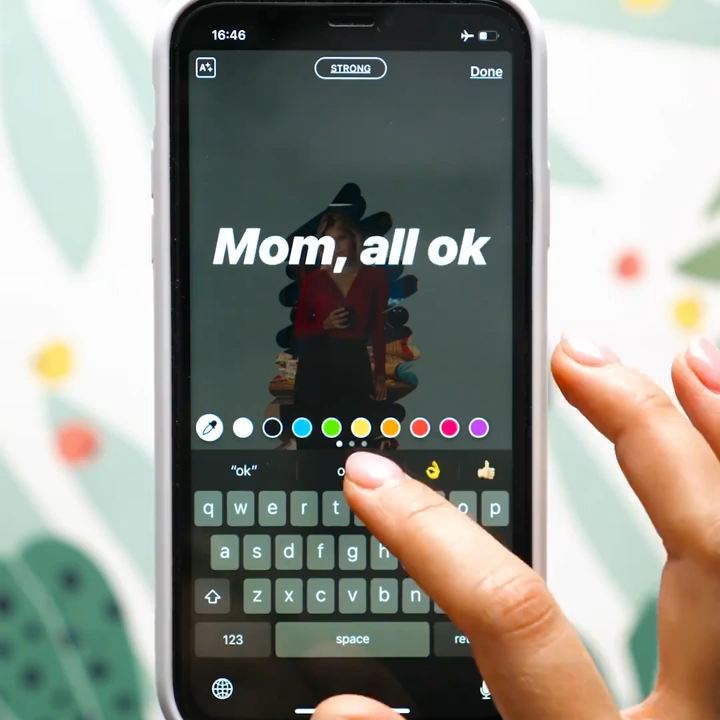 16:46
STRONG
Done
Mom, all ok
"ok"
q w e r t o p
a s d f g h
z x c v b n
123 space